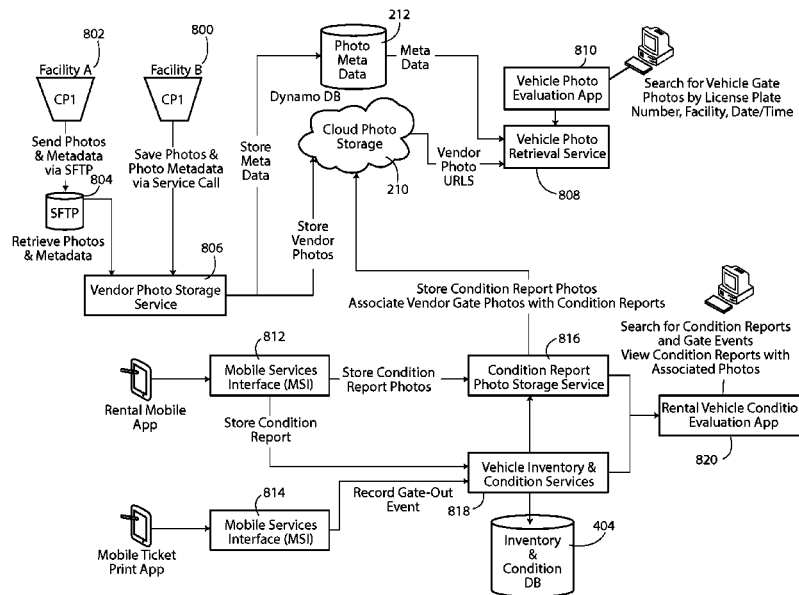 802
Facility A
CP1
800
Facility B
CP1
Send Photos
& Metadata
via SFTP
804
SFTP
Retrieve Photos
& Metadata
Save Photos &
Photo Metadata
via Service Call
806
Vendor Photo Storage
Service
Store
Meta Data
212
Photo
Meta
Data
Dynamo DB
Meta
Data
Cloud Photo
Storage
210
Store
Vendor
Photos
Vendor
Photo
URLS
810
Vehicle Photo
Evaluation App
Search for Vehicle Gate
Photos by License Plate
Number, Facility, Date/Time
Vehicle Photo
Retrieval Service
808
Store Condition Report Photos
Associate Vendor Gate Photos with Condition Reports
Search for Condition Reports
and Gate Events
View Condition Reports with
Associated Photos
812
Mobile Services
Interface (MSI)
Rental Mobile
App
Store Condition
Report Photos
816
Condition Report
Photo Storage Service
Rental Vehicle Conditio
Evaluation App
820
Store Condition
Report
Vehicle Inventory &
Condition Services
818
814
Mobile Services
Interface (MSI)
Record Gate-Out
Event
Mobile Ticket
Print App
404
Inventory
&
Condition
DB